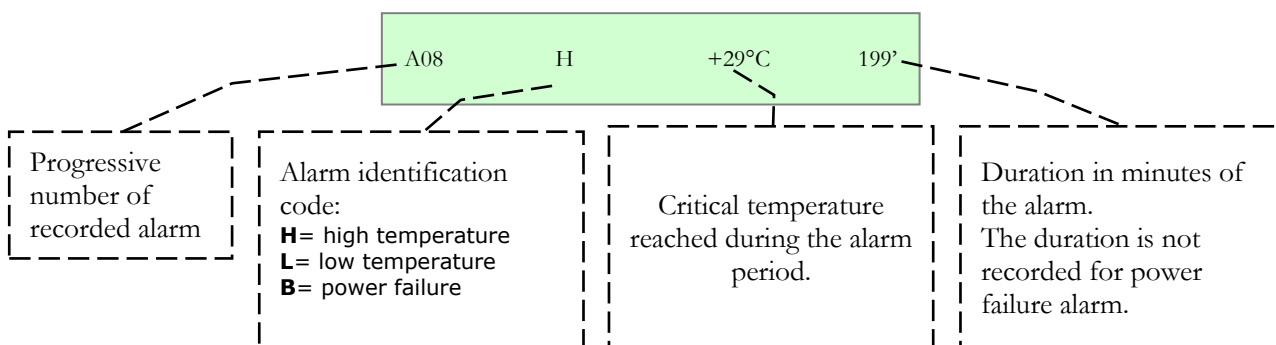 A08 H +29°C 199’
Progressive
number of
recorded alarm
Alarm identification
code:
H= high temperature
L= low temperature
B= power failure
Critical temperature
reached during the alarm
period.
Duration in minutes of
the alarm.
The duration is not
recorded for power
failure alarm.